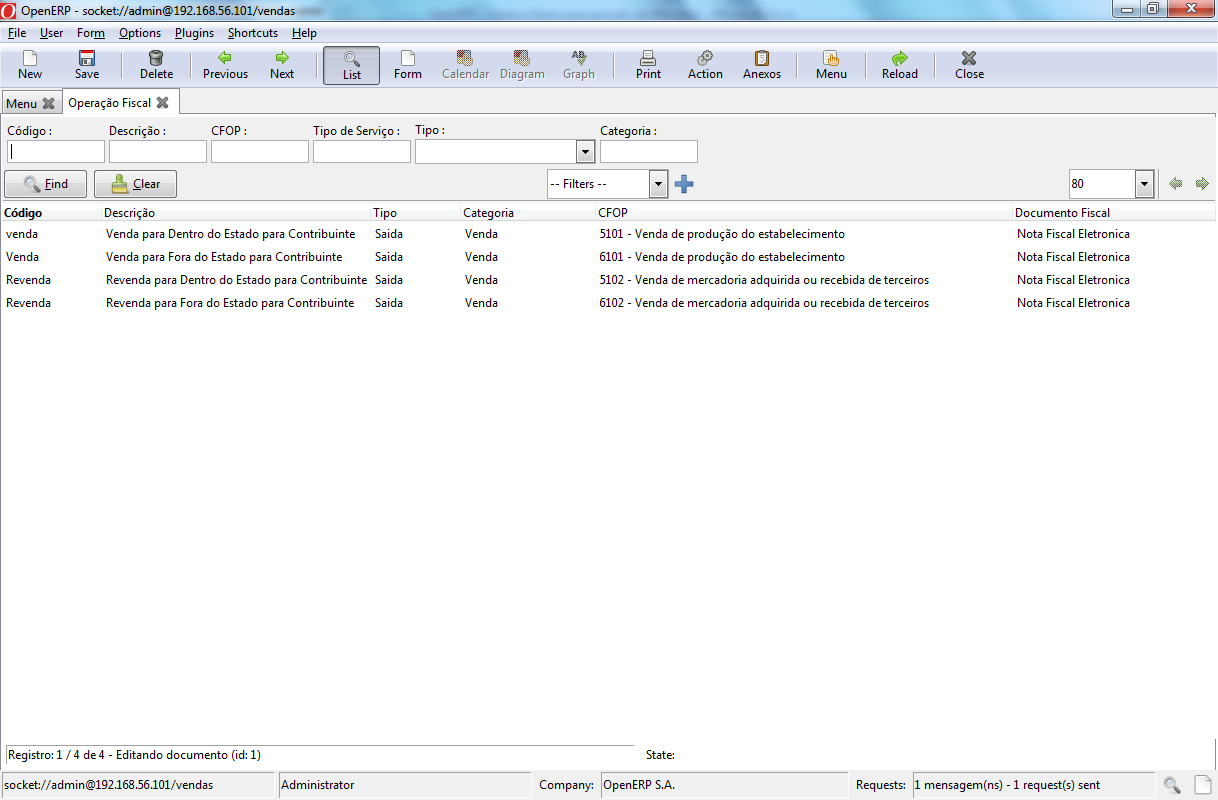 OpenERP - socket://admin@192.168.56.101/vendas
File User Form Options Plugins Shortcuts Help
New Save Delete Previous Next List Form Calendar Diagram Graph Print Action Anexos Menu Reload Close
Menu Operação Fiscal
Código : Descrição : CFOP : Tipo de Serviço : Tipo : Categoria :
Find Clear -- Filters -- 80
Código Descrição Tipo Categoria CFOP Documento Fiscal
venda Venda para Dentro do Estado para Contribuinte Saida Venda 5101 - Venda de produção do estabelecimento Nota Fiscal Eletronica
Venda Venda para Fora do Estado para Contribuinte Saida Venda 6101 - Venda de produção do estabelecimento Nota Fiscal Eletronica
Revenda Revenda para Dentro do Estado para Contribuinte Saida Venda 5102 - Venda de mercadoria adquirida ou recebida de terceiros Nota Fiscal Eletronica
Revenda Revenda para Fora do Estado para Contribuinte Saida Venda 6102 - Venda de mercadoria adquirida ou recebida de terceiros Nota Fiscal Eletronica
Registro: 1 / 4 de 4 - Editando documento (id: 1) State:
socket://admin@192.168.56.101/vendas Administrator Company: OpenERP S.A. Requests: 1 mensagem(ns) - 1 request(s) sent